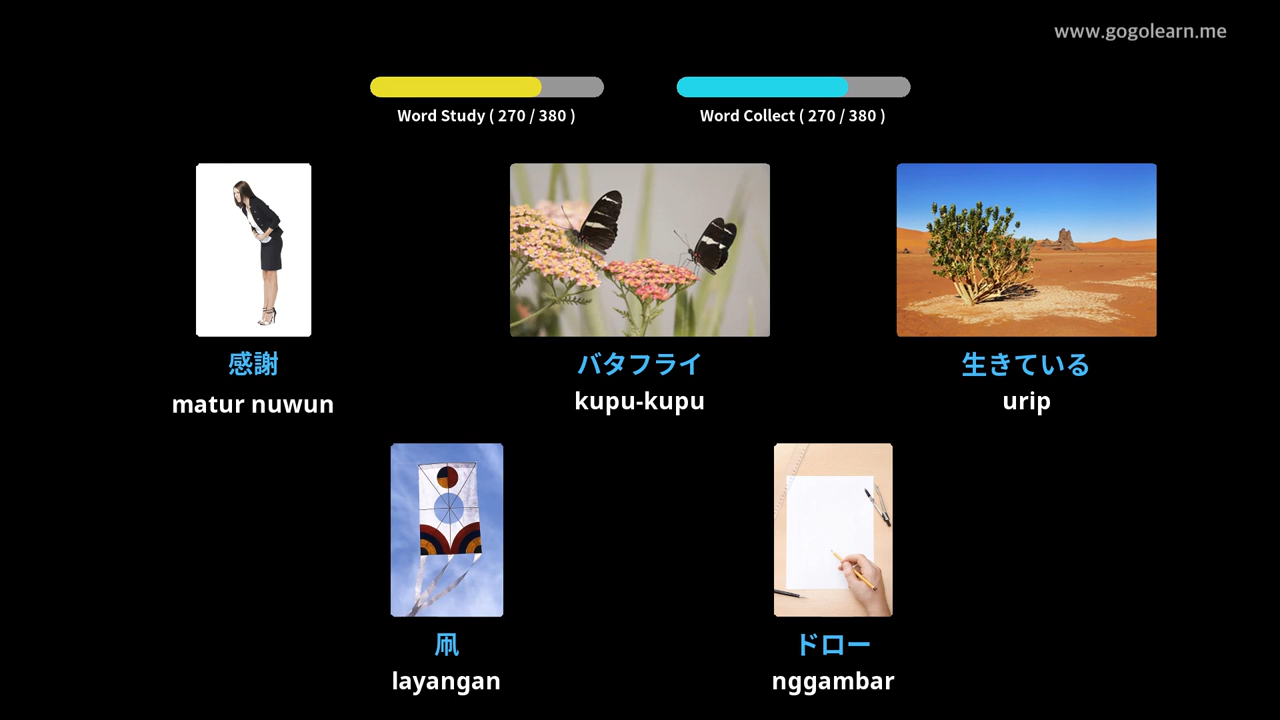 www.gogolearn.me
Word Study ( 270 / 380 )
Word Collect ( 270 / 380 )
感謝
matur nuwun
バタフライ
kupu-kupu
生きている
urip
凧
layangan
ドロー
nggambar